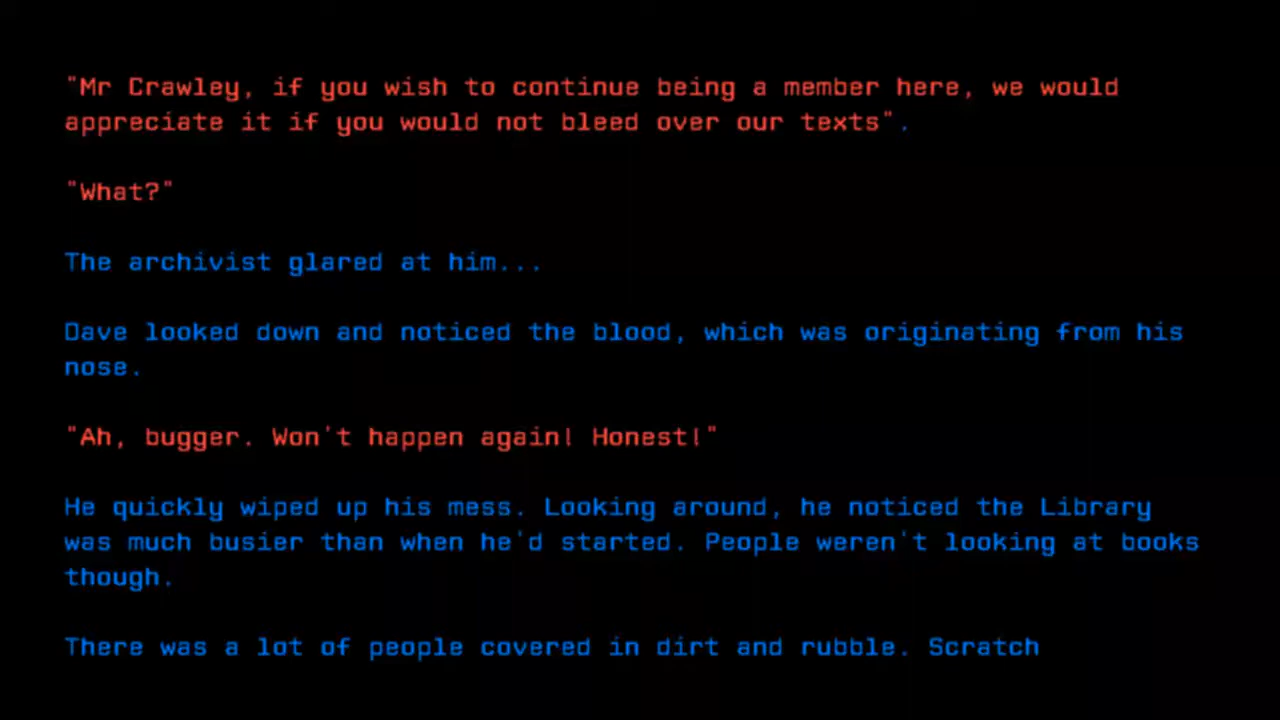 "Mr Crawley, if you wish to continue being a member here, we would
appreciate it if you would not bleed over our texts".
"What?"
The archivist glared at him...
Dave looked down and noticed the blood, which was originating from his
nose.
"Ah, bugger. Won't happen again! Honest!"
He quickly wiped up his mess. Looking around, he noticed the Library
was much busier than when he'd started. People weren't looking at books
though.
There was a lot of people covered in dirt and rubble. Scratch